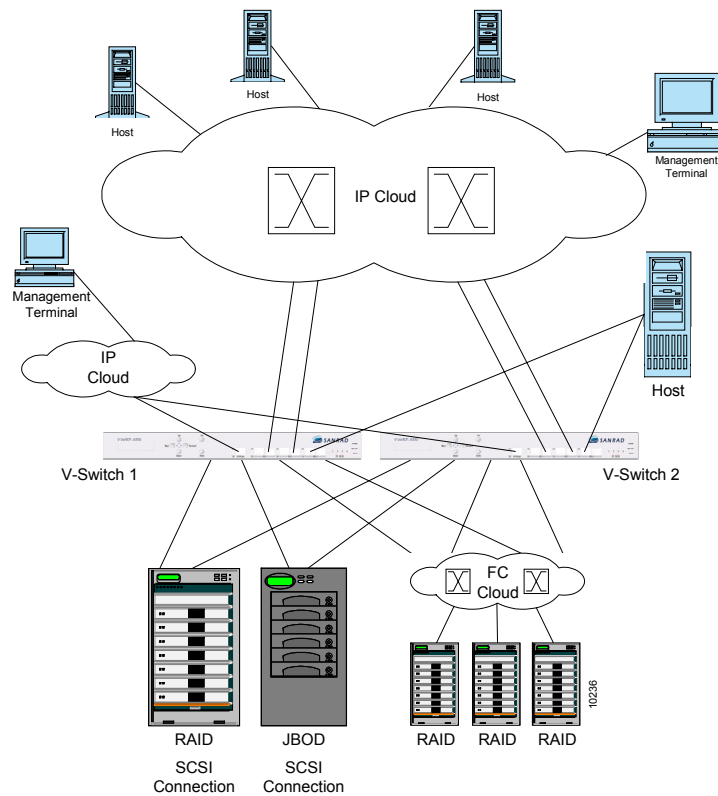 Host
Host
Host
Management
Terminal
IP Cloud
Management
Terminal
IP
Cloud
Host
SANRAD
SANRAD
V-Switch 1
V-Switch 2
FC
Cloud
10236
RAID
JBOD
RAID
RAID
RAID
SCSI
Connection
SCSI
Connection